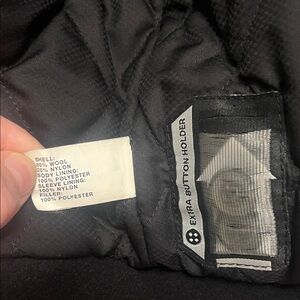 SHELL:
80% WOOL
20% NYLON
BODY LINING:
100% POLYESTER
SLEEVE LINING:
100% NYLON
FILLER:
100% POLYESTER
EXTRA BUTTON HOLDER